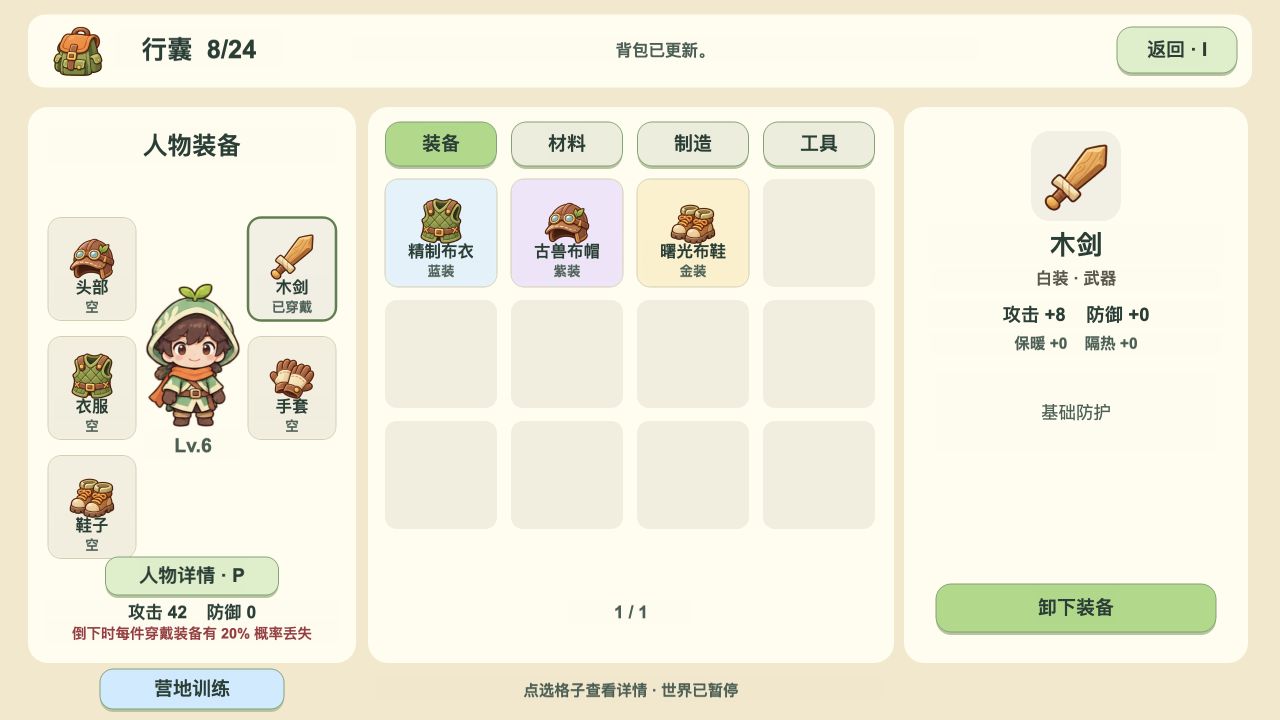 行囊 8/24
背包已更新。
返回 · I
人物装备
头部
空
木剑
已穿戴
衣服
空
手套
空
Lv.6
鞋子
空
人物详情 · P
攻击 42 防御 0
倒下时每件穿戴装备有 20% 概率丢失
营地训练
装备
材料
制造
工具
精制布衣
蓝装
古兽布帽
紫装
曙光布鞋
金装
1 / 1
点选格子查看详情 · 世界已暂停
木剑
白装 · 武器
攻击 +8 防御 +0
保暖 +0 隔热 +0
基础防护
卸下装备